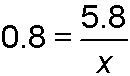 0.8 = 5.8/x